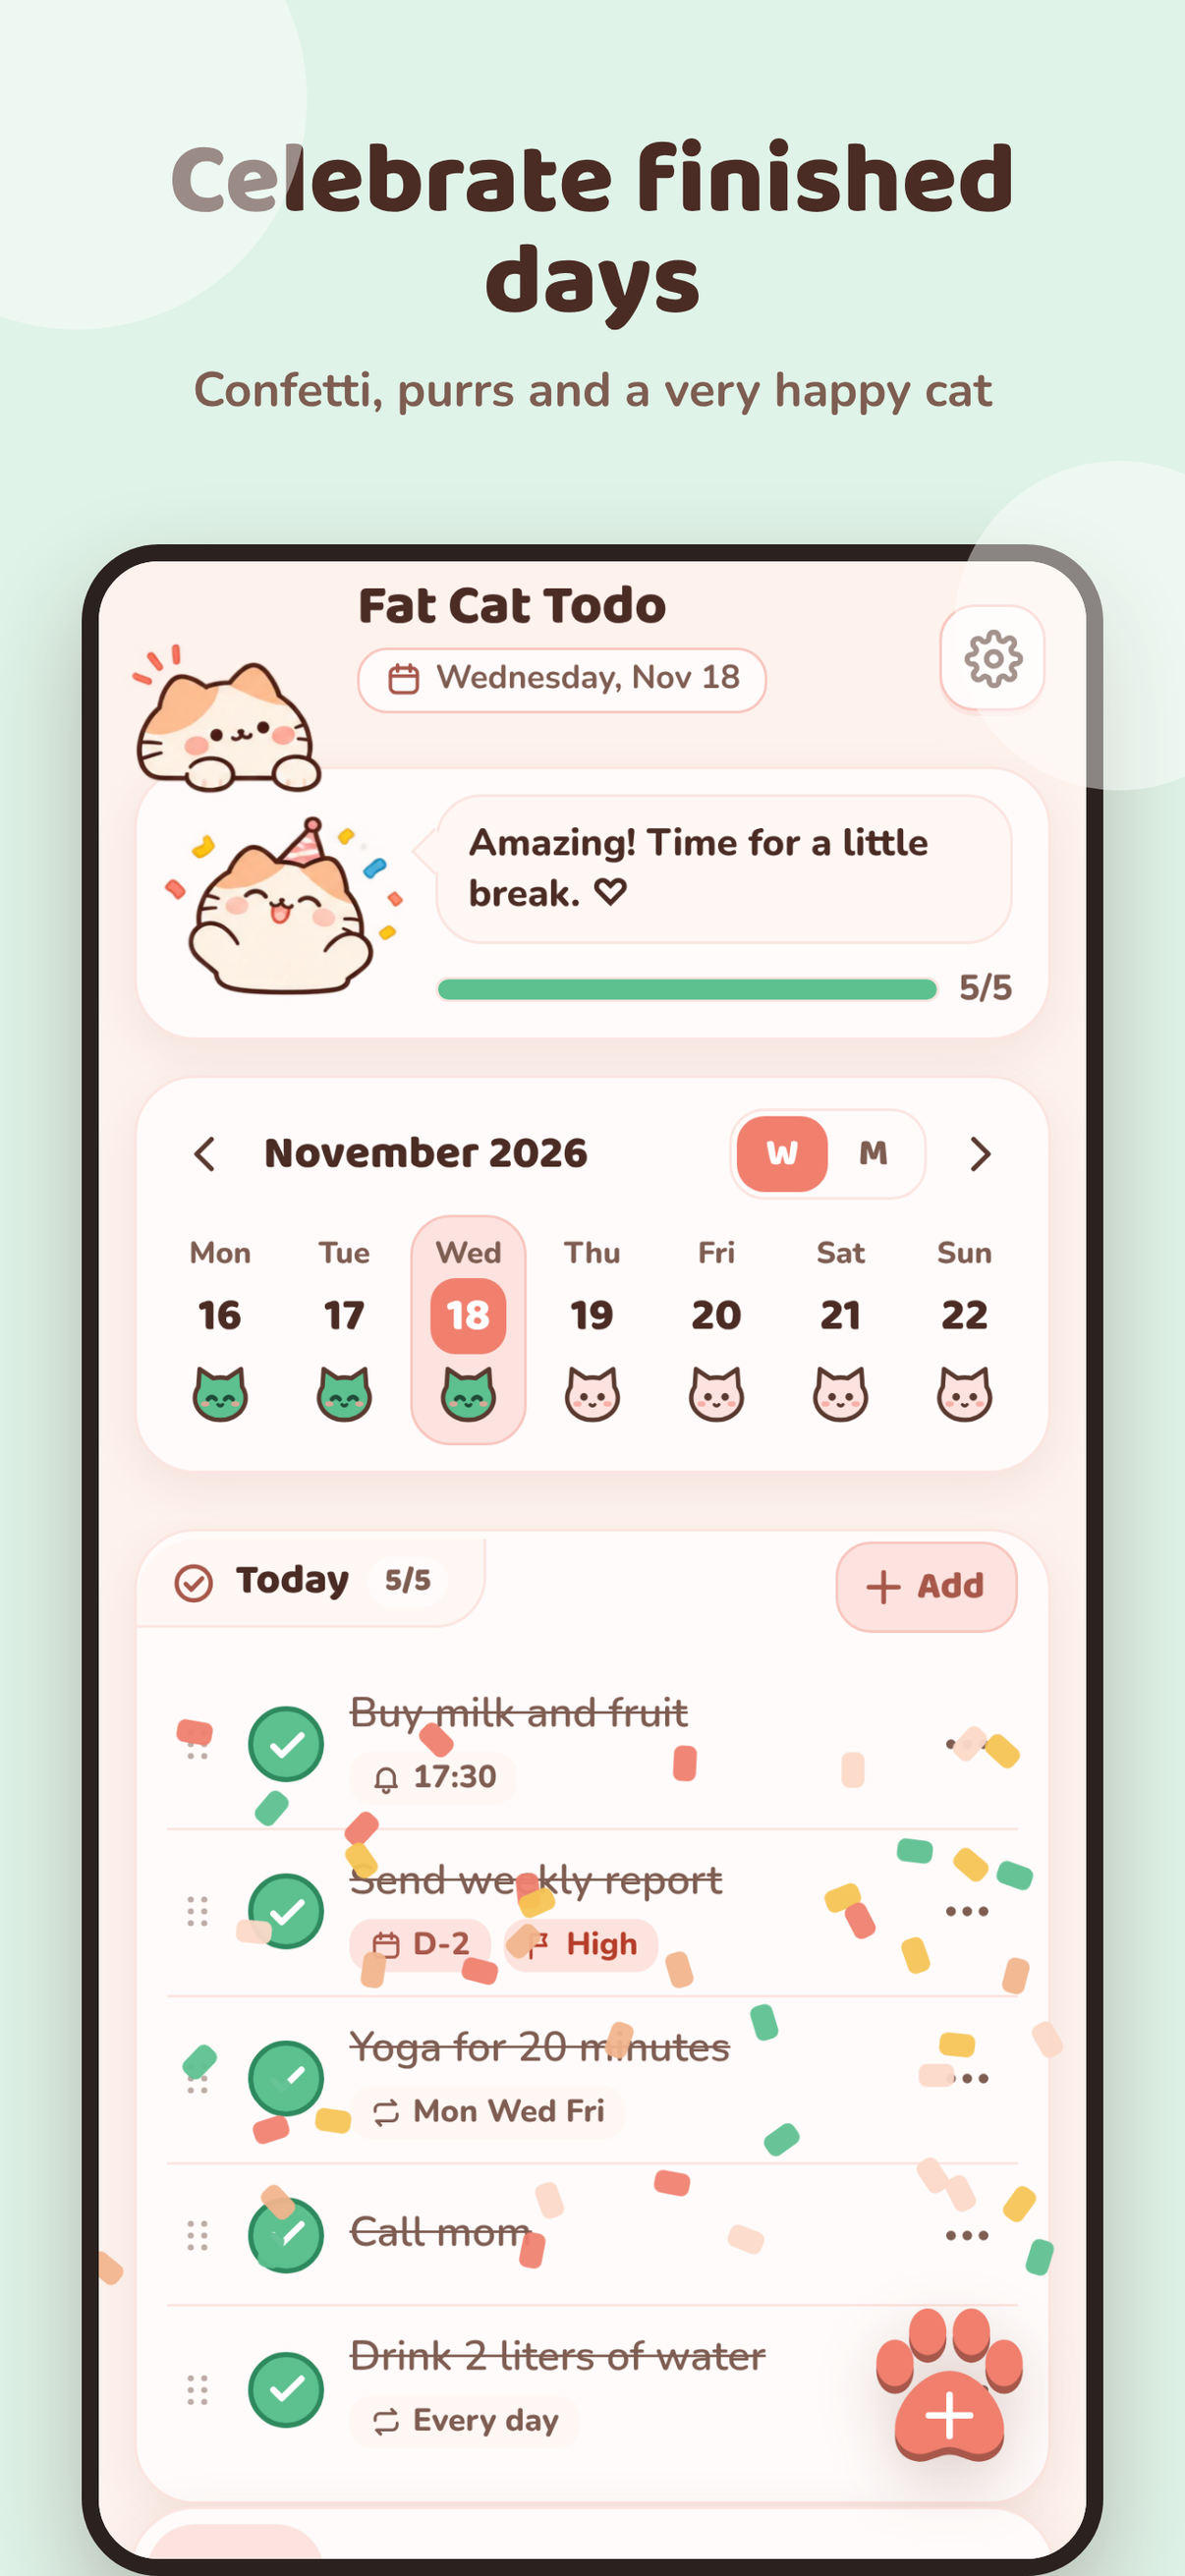 Celebrate finished
days
Confetti, purrs and a very happy cat
Fat Cat Todo
Wednesday, Nov 18
Amazing! Time for a little
break. ♡
5/5
November 2026
W M
Mon Tue Wed Thu Fri Sat Sun
16 17 18 19 20 21 22
Today 5/5
+ Add
Buy milk and fruit
17:30
Send weekly report
D-2 High
Yoga for 20 minutes
Mon Wed Fri
Call mom
Drink 2 liters of water
Every day